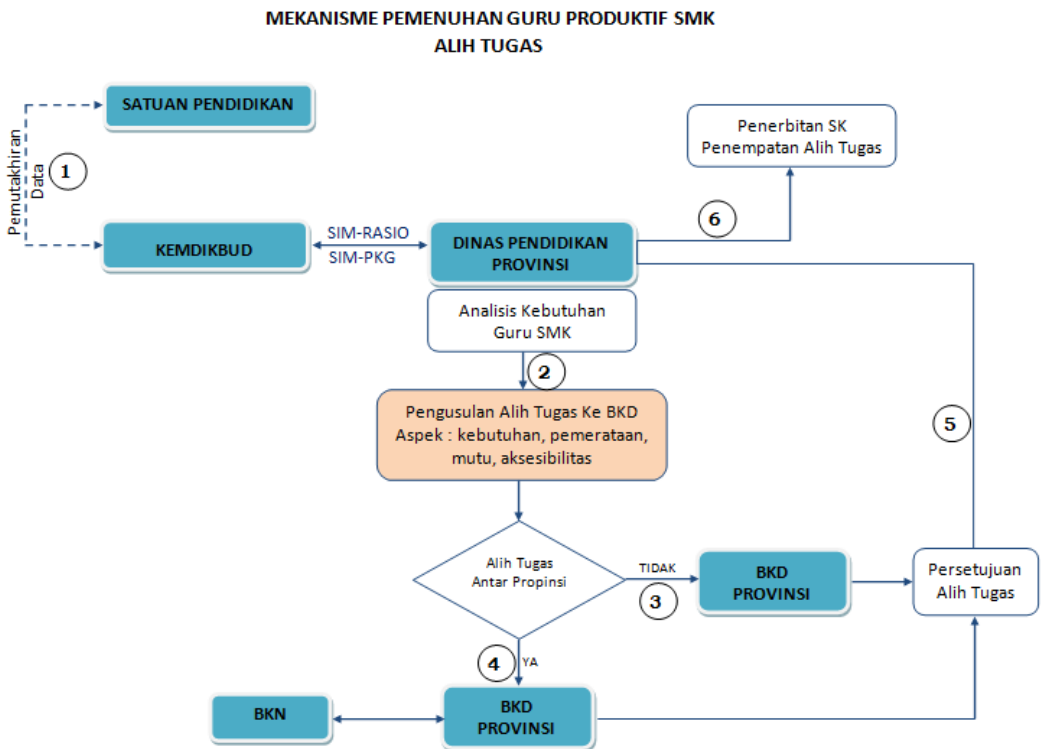 MEKANISME PEMENUHAN GURU PRODUKTIF SMK
ALIH TUGAS
SATUAN PENDIDIKAN
Pemutakhiran
Data
1
KEMDIKBUD
SIM-RASIO
SIM-PKG
DINAS PENDIDIKAN
PROVINSI
Penerbitan SK
Penempatan Alih Tugas
6
Analisis Kebutuhan
Guru SMK
2
Pengusulan Alih Tugas Ke BKD
Aspek : kebutuhan, pemerataan,
mutu, aksesibilitas
5
Alih Tugas
Antar Propinsi
TIDAK
3
BKD
PROVINSI
Persetujuan
Alih Tugas
4
YA
BKN
BKD
PROVINSI